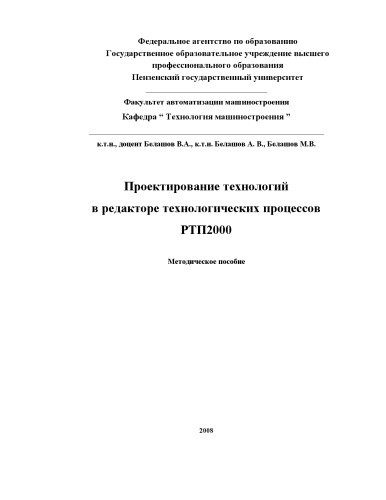 Федеральное агентство по образованию
Государственное образовательное учреждение высшего
профессионального образования
Пензенский государственный университет
Факультет автоматизации машиностроения
Кафедра “ Технология машиностроения ”
к.т.н., доцент Белашов В.А., к.т.н. Белашов А. В., Белашов М.В.
Проектирование технологий
в редакторе технологических процессов
РТП2000
Методическое пособие
2008